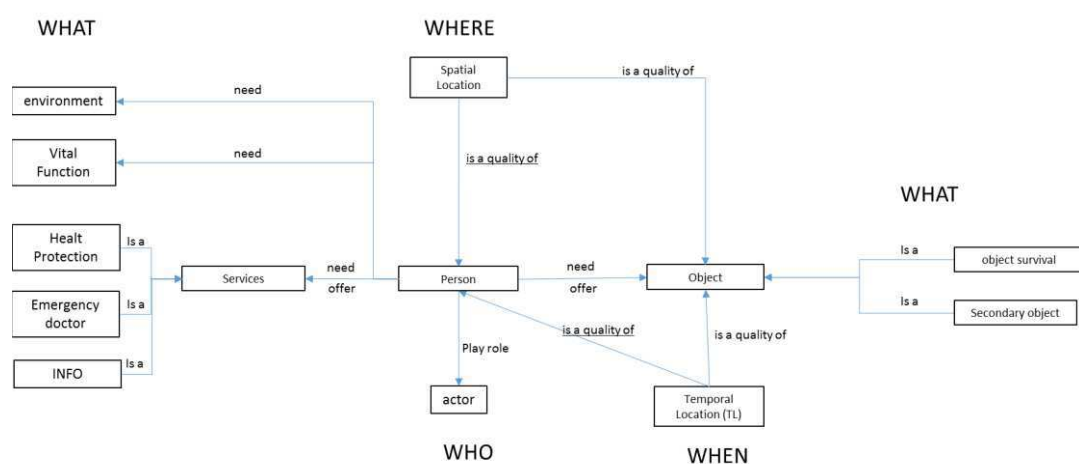 WHAT
WHERE
Spatial
Location
is a quality of
need
environment
Vital
Function
need
is a quality of
WHAT
Healt
Protection
Is a
Services
need
offer
Person
need
offer
Object
Is a
object survival
Emergency
doctor
Is a
Is a
Secondary object
is a quality of
is a quality of
INFO
Is a
Play role
actor
Temporal
Location (TL)
WHO
WHEN